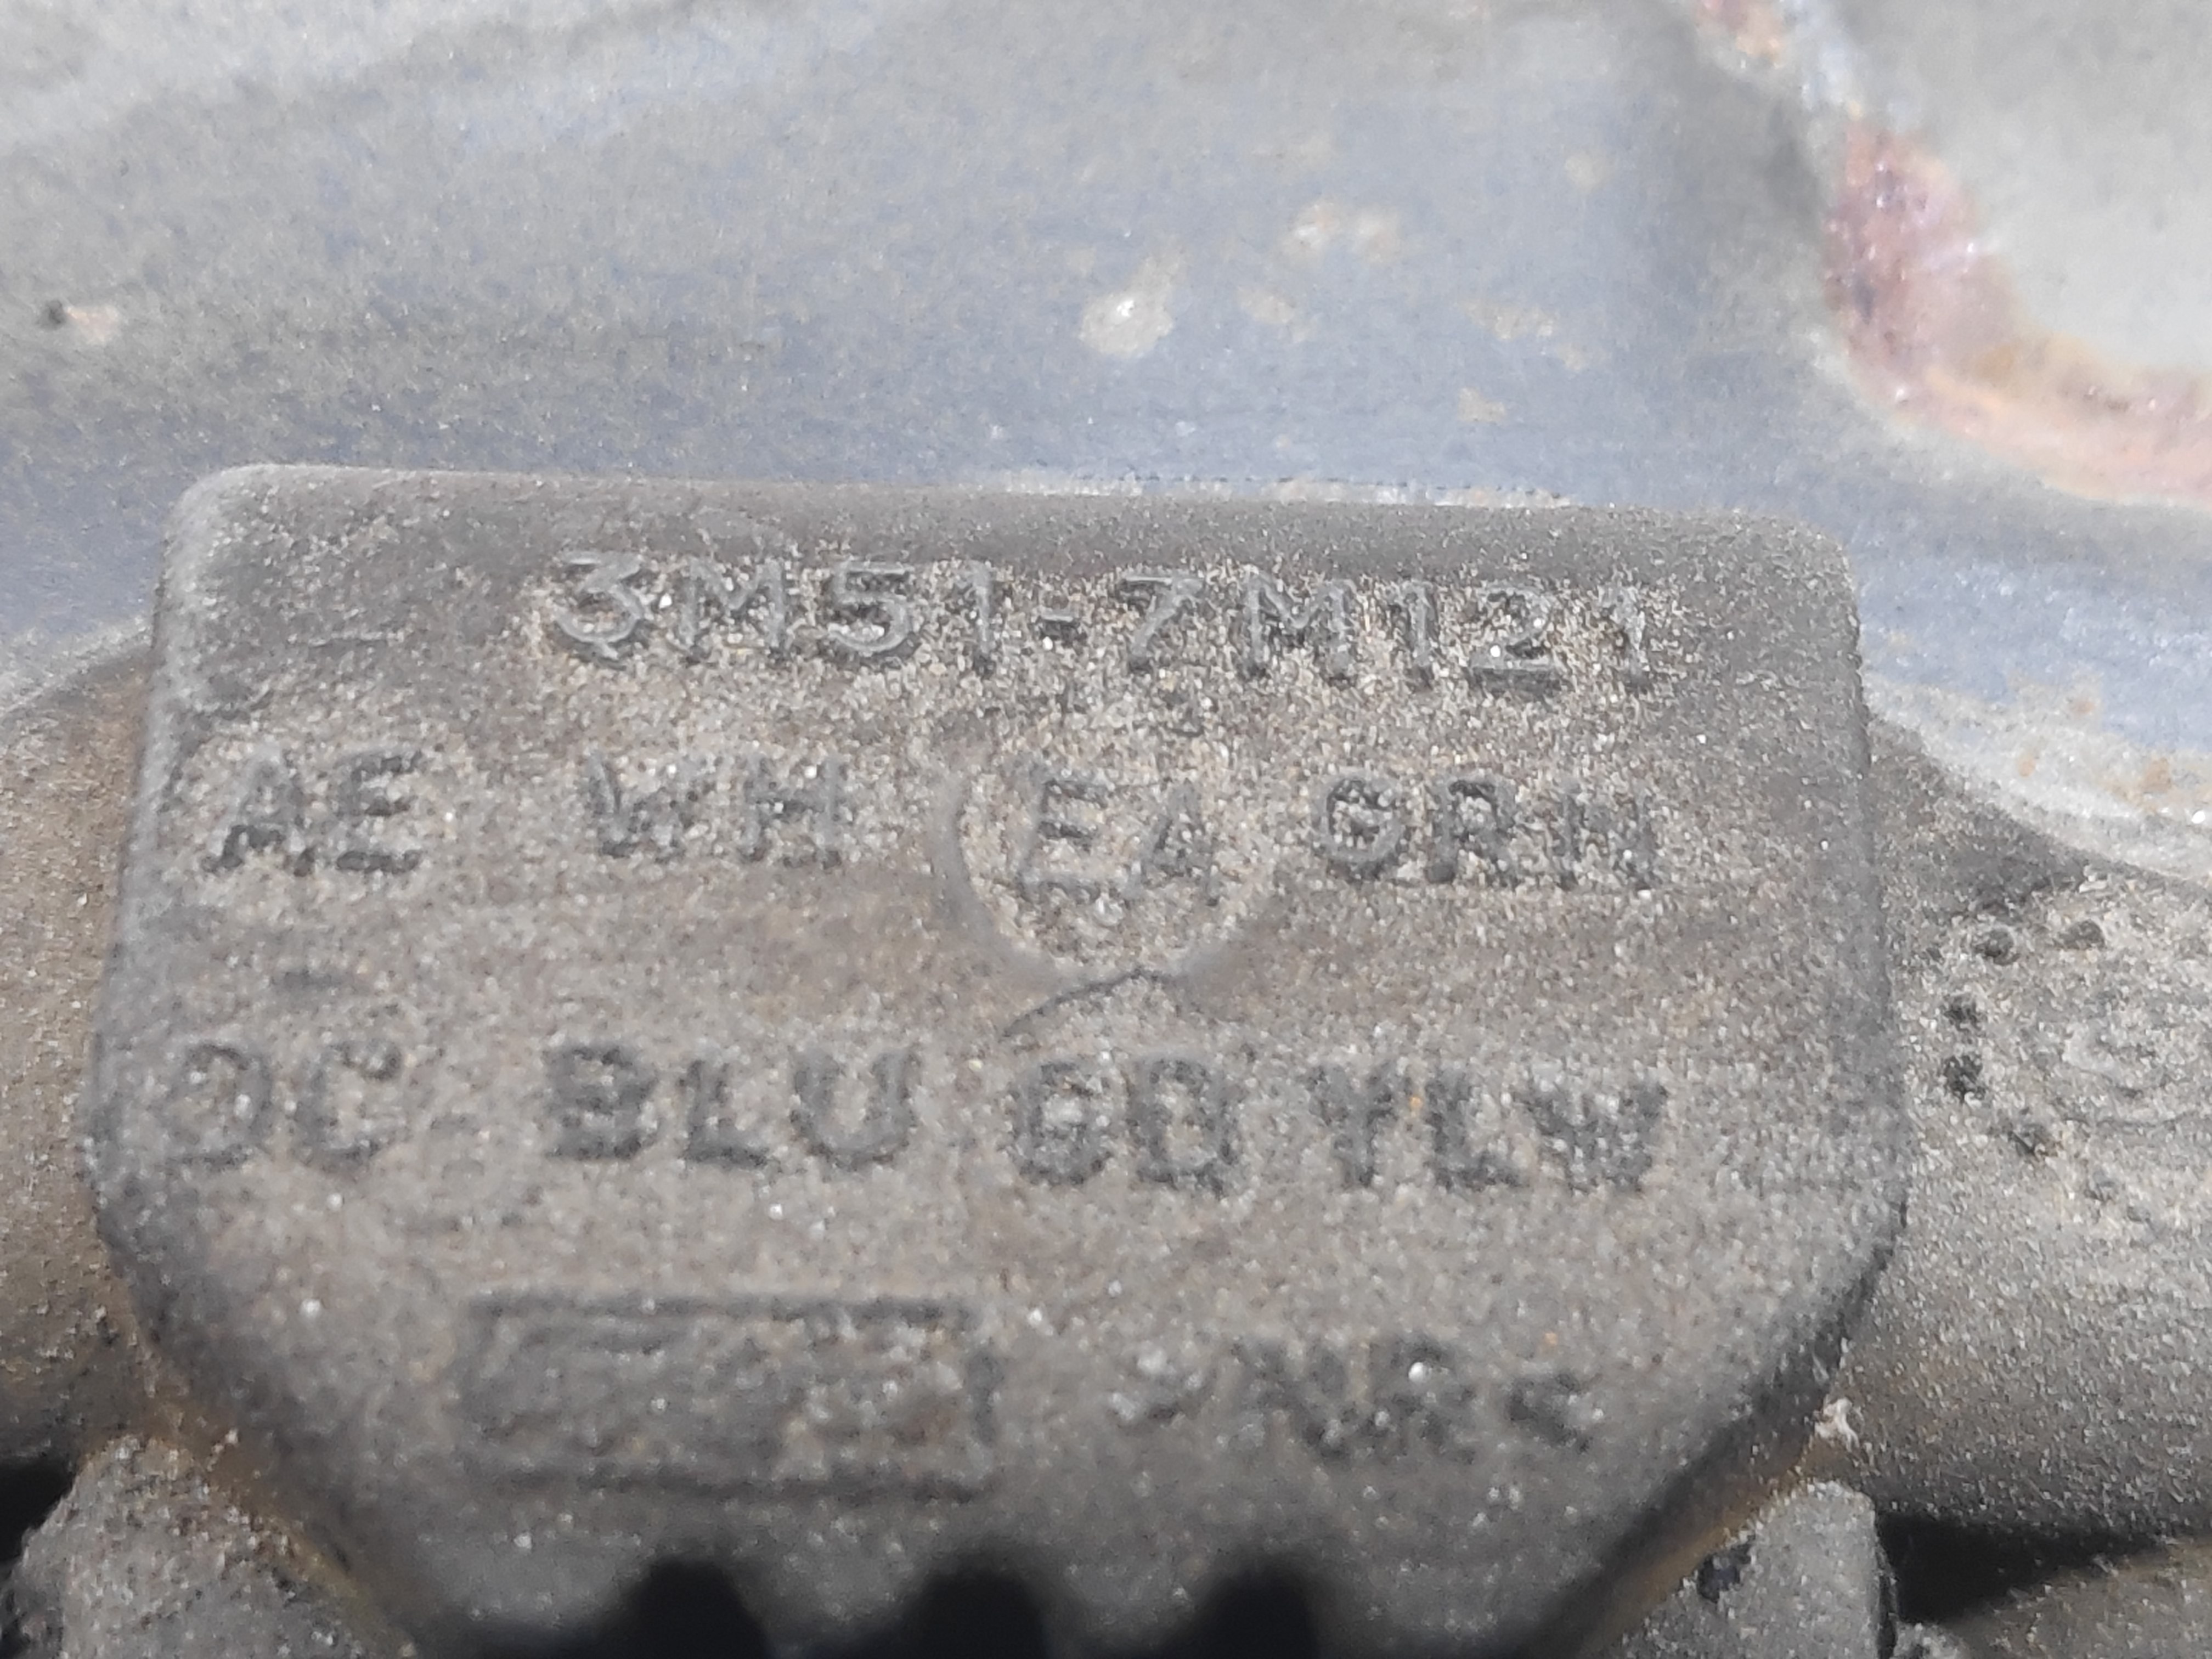 3M51-7M121
AE WH EA GRN
DC BLU GD YLW